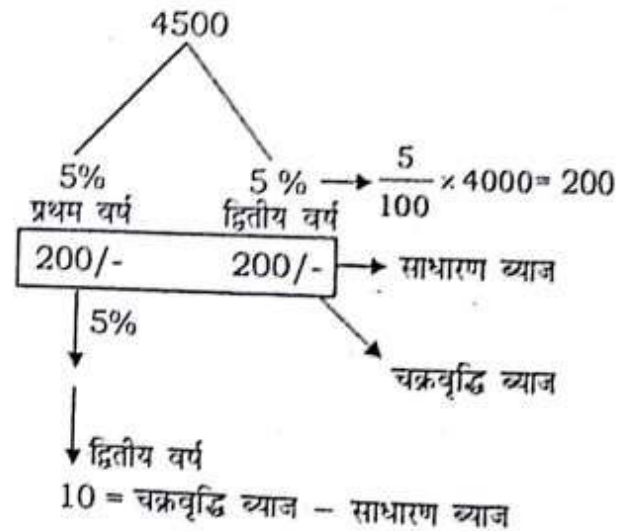 4500
5% 5 % → 5/100 × 4000= 200
प्रथम वर्ष द्वितीय वर्ष
200/- 200/- → साधारण ब्याज
5%
चक्रवृद्धि ब्याज
द्वितीय वर्ष
10 = चक्रवृद्धि ब्याज – साधारण ब्याज